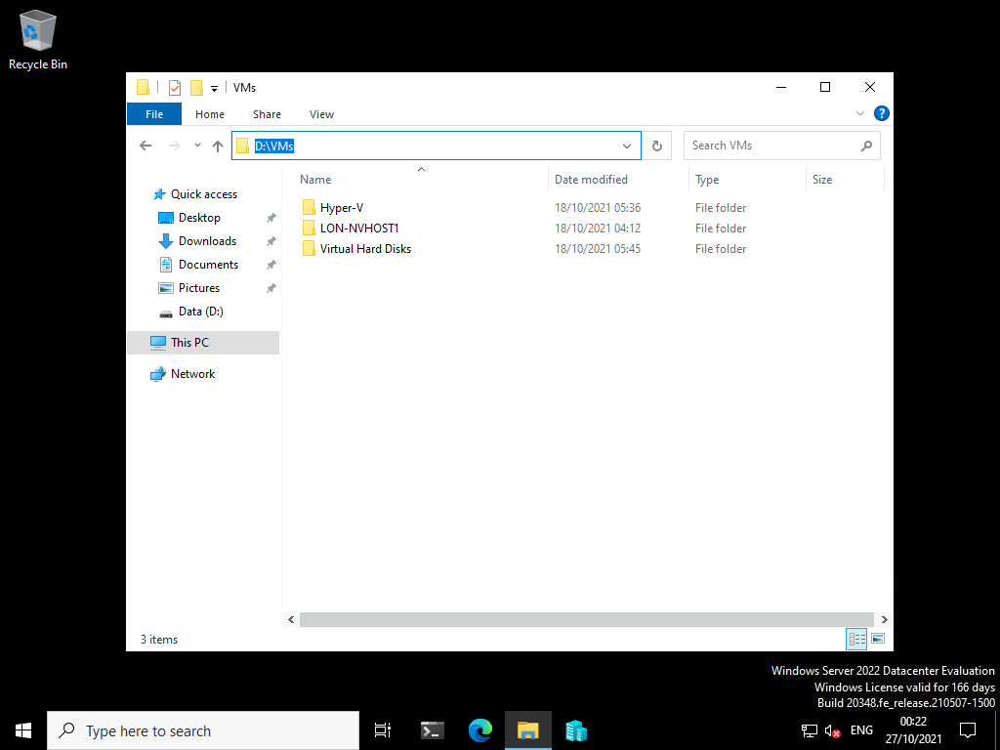 Recycle Bin
VMs
File Home Share View
D:\VMs
Search VMs
Name Date modified Type Size
Quick access
Desktop
Downloads
Documents
Pictures
Data (D:)
This PC
Network
Hyper-V 18/10/2021 05:36 File folder
LON-NVHOST1 18/10/2021 04:12 File folder
Virtual Hard Disks 18/10/2021 05:45 File folder
3 items
Windows Server 2022 Datacenter Evaluation
Windows License valid for 166 days
Build 20348.fe_release.210507-1500
Type here to search
ENG
00:22
27/10/2021